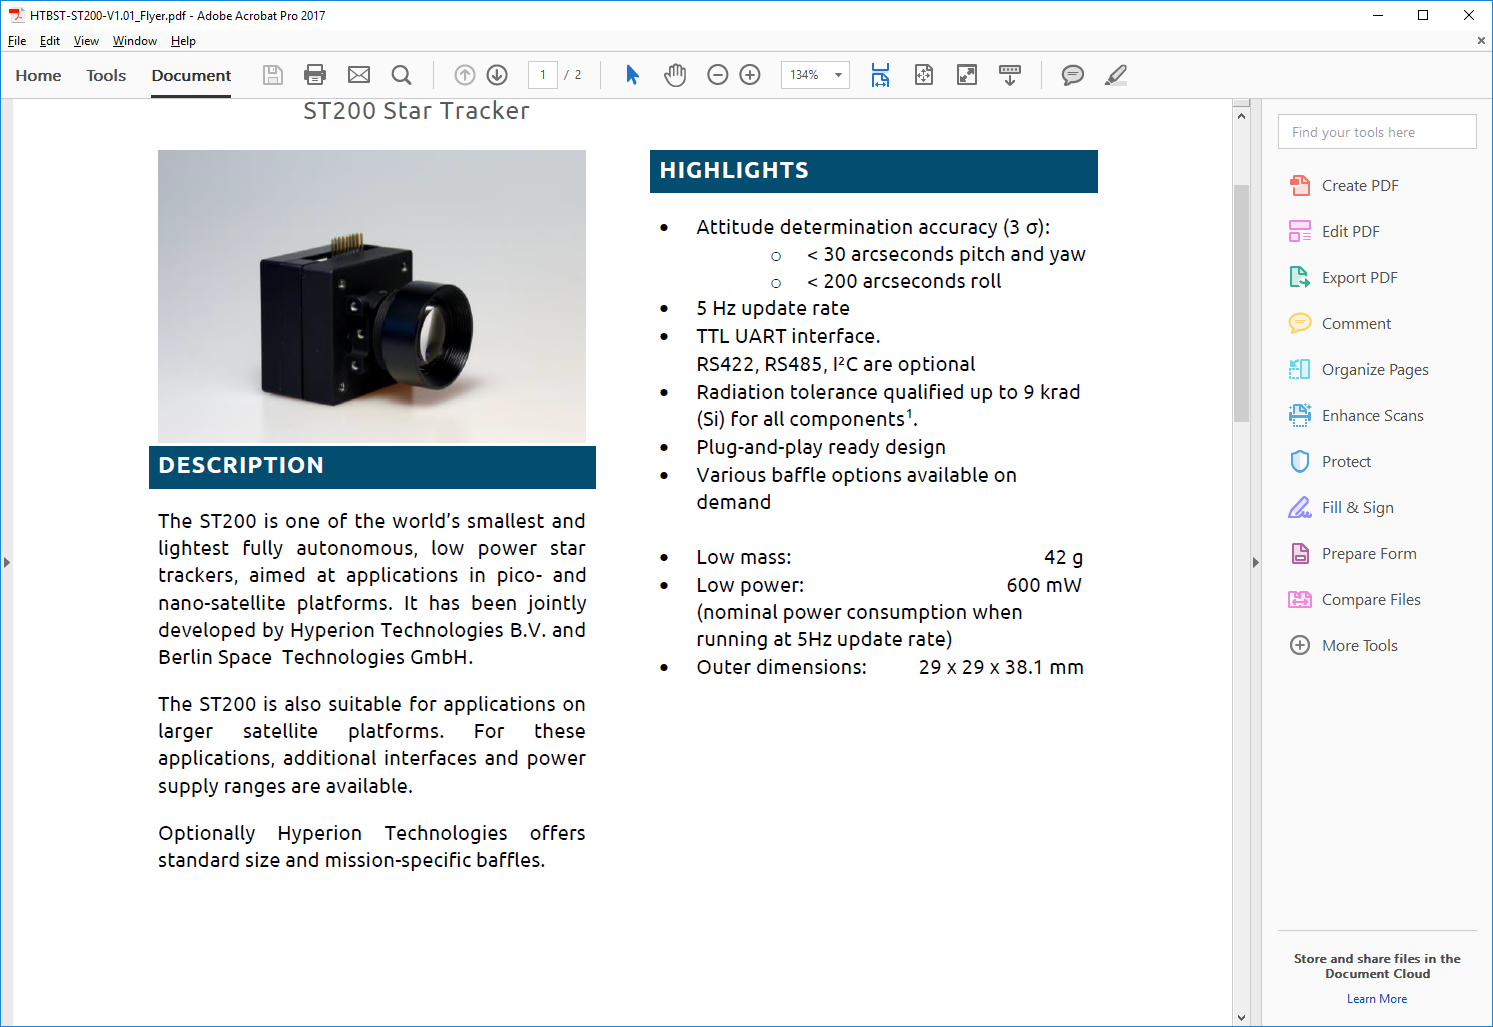 HTBST-ST200-V1.01_Flyer.pdf - Adobe Acrobat Pro 2017
File Edit View Window Help
Home Tools Document 1 / 2 134%
ST200 Star Tracker
DESCRIPTION
The ST200 is one of the world’s smallest and
lightest fully autonomous, low power star
trackers, aimed at applications in pico- and
nano-satellite platforms. It has been jointly
developed by Hyperion Technologies B.V. and
Berlin Space Technologies GmbH.
The ST200 is also suitable for applications on
larger satellite platforms. For these
applications, additional interfaces and power
supply ranges are available.
Optionally Hyperion Technologies offers
standard size and mission-specific baffles.
HIGHLIGHTS
• Attitude determination accuracy (3 σ):
o < 30 arcseconds pitch and yaw
o < 200 arcseconds roll
• 5 Hz update rate
• TTL UART interface.
RS422, RS485, I²C are optional
• Radiation tolerance qualified up to 9 krad
(Si) for all components¹.
• Plug-and-play ready design
• Various baffle options available on
demand
• Low mass: 42 g
• Low power: 600 mW
(nominal power consumption when
running at 5Hz update rate)
• Outer dimensions: 29 x 29 x 38.1 mm
Find your tools here
Create PDF
Edit PDF
Export PDF
Comment
Organize Pages
Enhance Scans
Protect
Fill & Sign
Prepare Form
Compare Files
More Tools
Store and share files in the
Document Cloud
Learn More